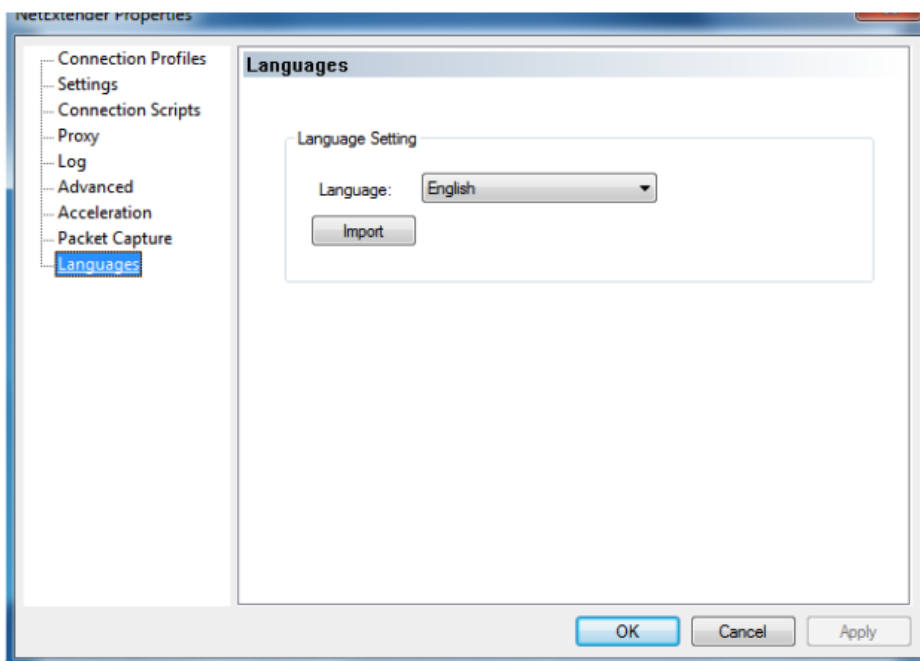 NetExtender Properties
Connection Profiles
Settings
Connection Scripts
Proxy
Log
Advanced
Acceleration
Packet Capture
Languages
Languages
Language Setting
Language:
English
Import
OK
Cancel
Apply